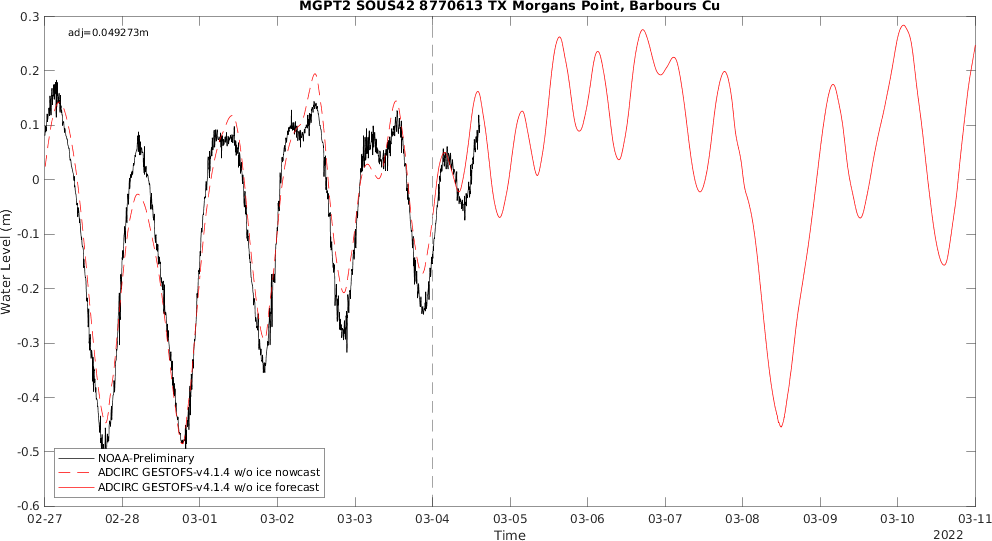 MGPT2 SOUS42 8770613 TX Morgans Point, Barbours Cu
adj=0.049273m
0.3
0.2
0.1
0
-0.1
-0.2
-0.3
-0.4
-0.5
-0.6
Water Level (m)
NOAA-Preliminary
ADCIRC GESTOFS-v4.1.4 w/o ice nowcast
ADCIRC GESTOFS-v4.1.4 w/o ice forecast
02-27 02-28 03-01 03-02 03-03 03-04 03-05 03-06 03-07 03-08 03-09 03-10 03-11
Time
2022